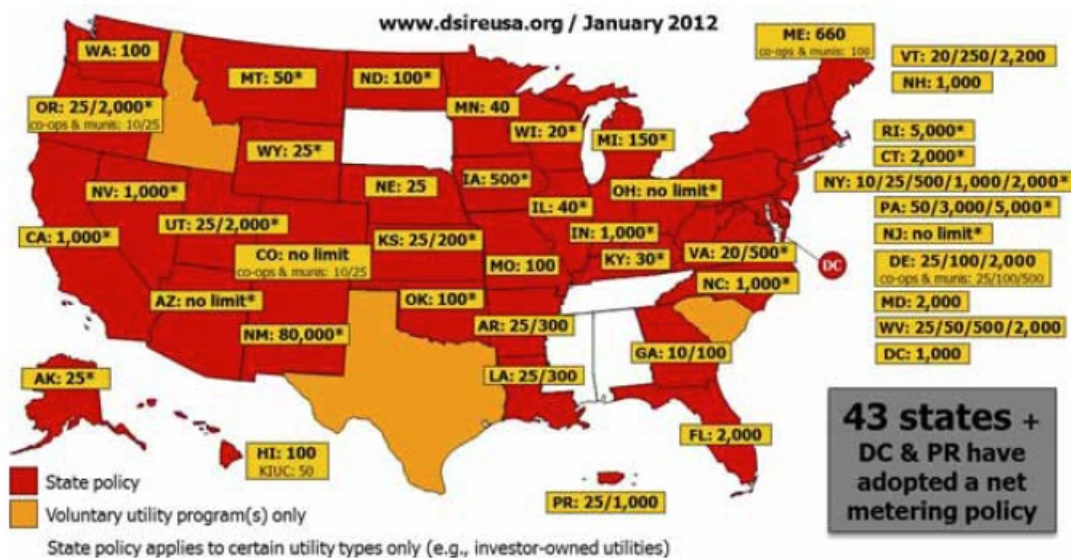 www.dsireusa.org / January 2012
WA: 100
MT: 50*
ND: 100*
ME: 660
co-ops & munis: 100
VT: 20/250/2,200
NH: 1,000
OR: 25/2,000*
co-ops & munis: 10/25
MN: 40
WI: 20*
MI: 150*
RI: 5,000*
CT: 2,000*
WY: 25*
NV: 1,000*
NE: 25
IA: 500*
OH: no limit*
NY: 10/25/500/1,000/2,000*
IL: 40*
PA: 50/3,000/5,000*
CA: 1,000*
UT: 25/2,000*
KS: 25/200*
IN: 1,000*
NJ: no limit*
CO: no limit
co-ops & munis: 10/25
MO: 100
KY: 30*
VA: 20/500*
DC
DE: 25/100/2,000
co-ops & munis: 25/100/500
NC: 1,000*
AZ: no limit*
OK: 100*
MD: 2,000
NM: 80,000*
AR: 25/300
WV: 25/50/500/2,000
GA: 10/100
DC: 1,000
AK: 25*
LA: 25/300
FL: 2,000
HI: 100
KIUC: 50
PR: 25/1,000
43 states +
DC & PR have
adopted a net
metering policy
State policy
Voluntary utility program(s) only
State policy applies to certain utility types only (e.g., investor-owned utilities)